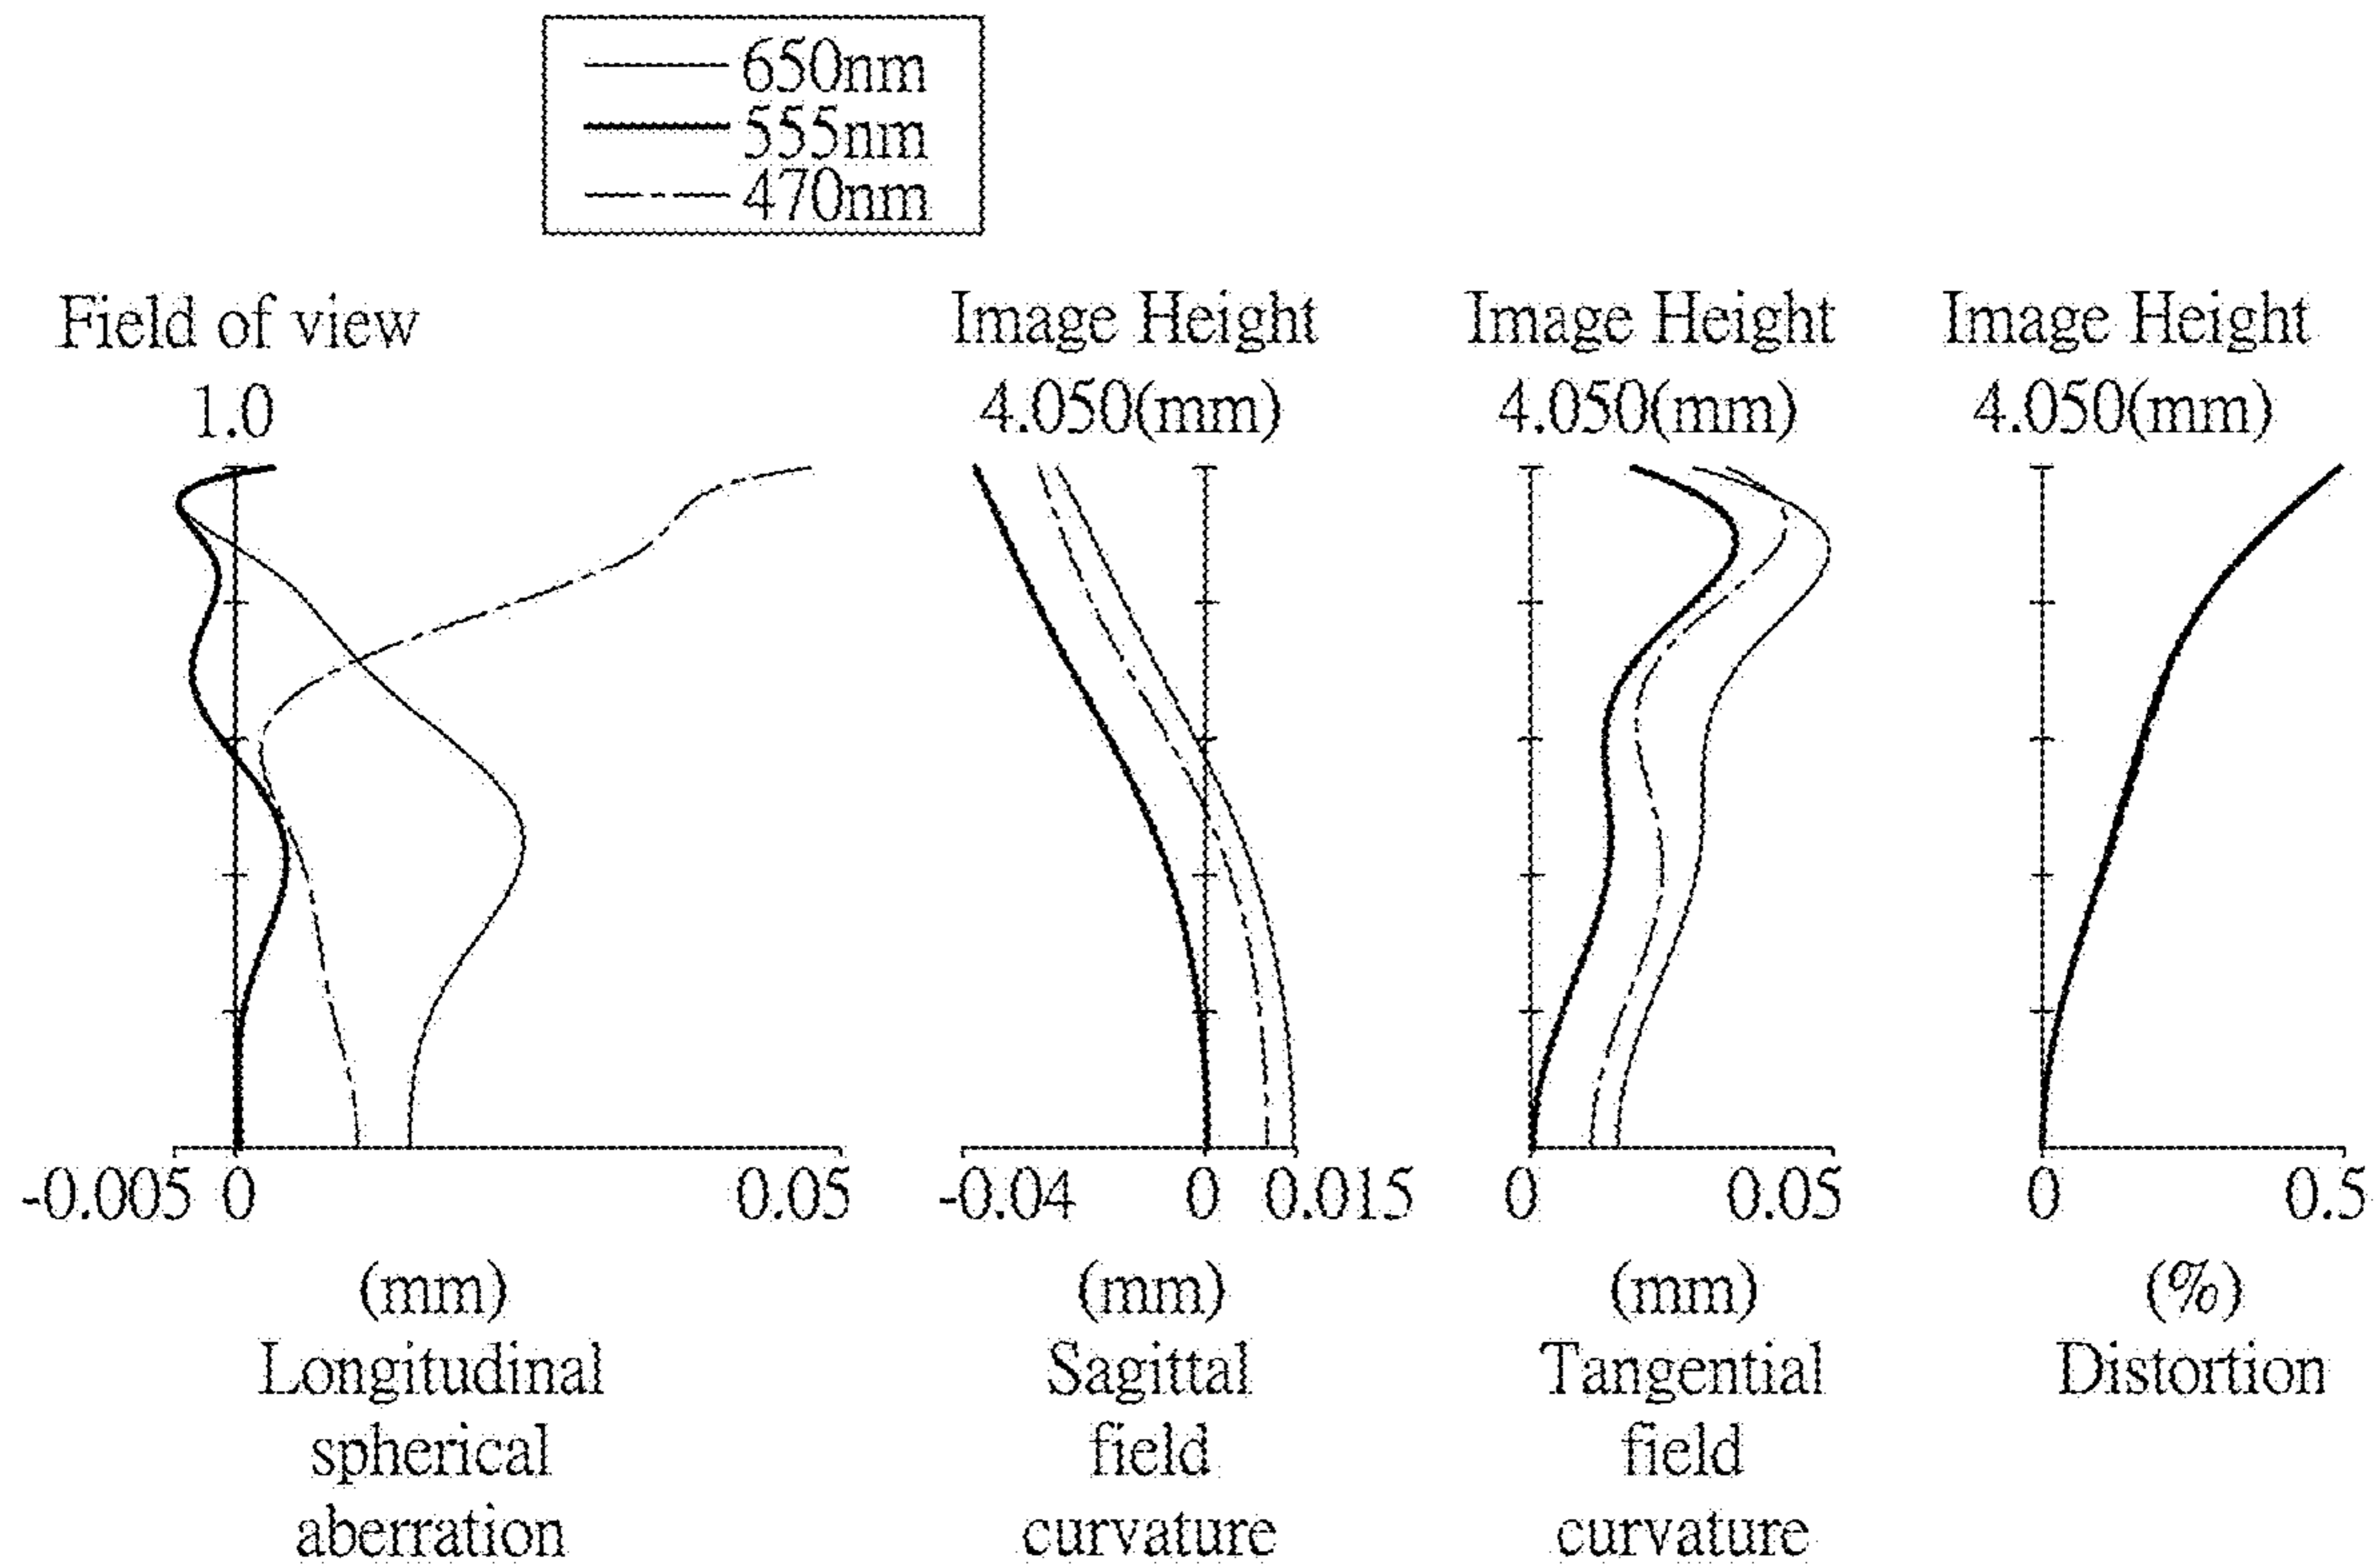 650nm
555nm
470nm
Field of view
1.0
Image Height
4.050(mm)
Image Height
4.050(mm)
Image Height
4.050(mm)
-0.005 0 0.05
(mm)
Longitudinal
spherical
aberration
-0.04 0 0.015
(mm)
Sagittal
field
curvature
0 0.05
(mm)
Tangential
field
curvature
0 0.5
(%)
Distortion